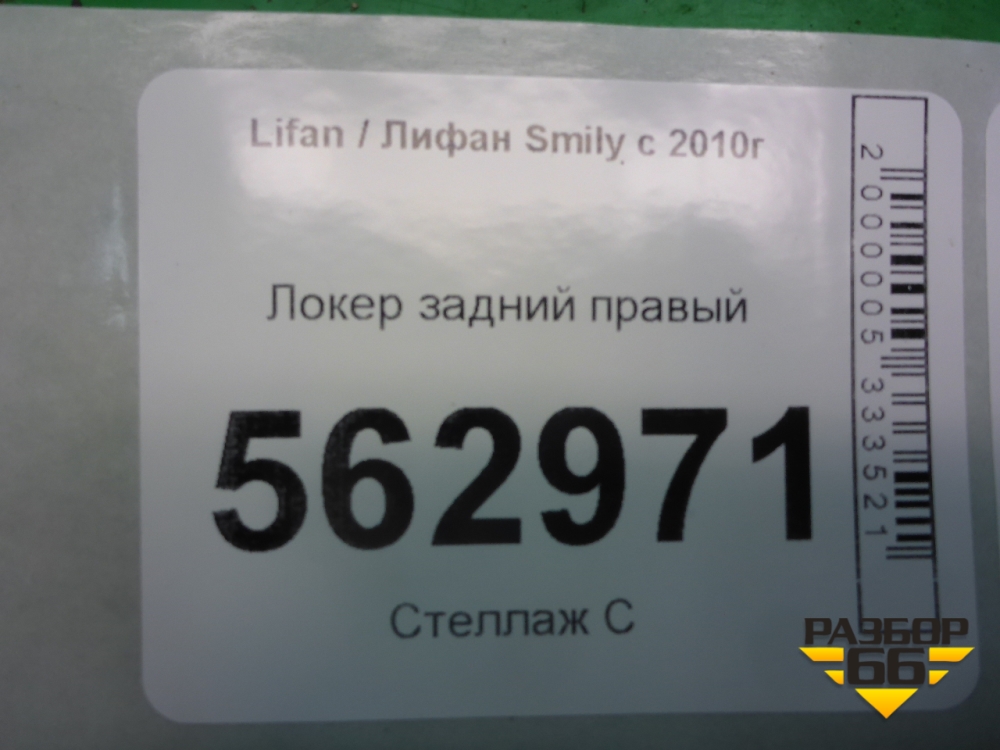 Lifan / Лифан Smily с 2010г
Локер задний правый
562971
Стеллаж С
2000005333521
РАЗБОР
66